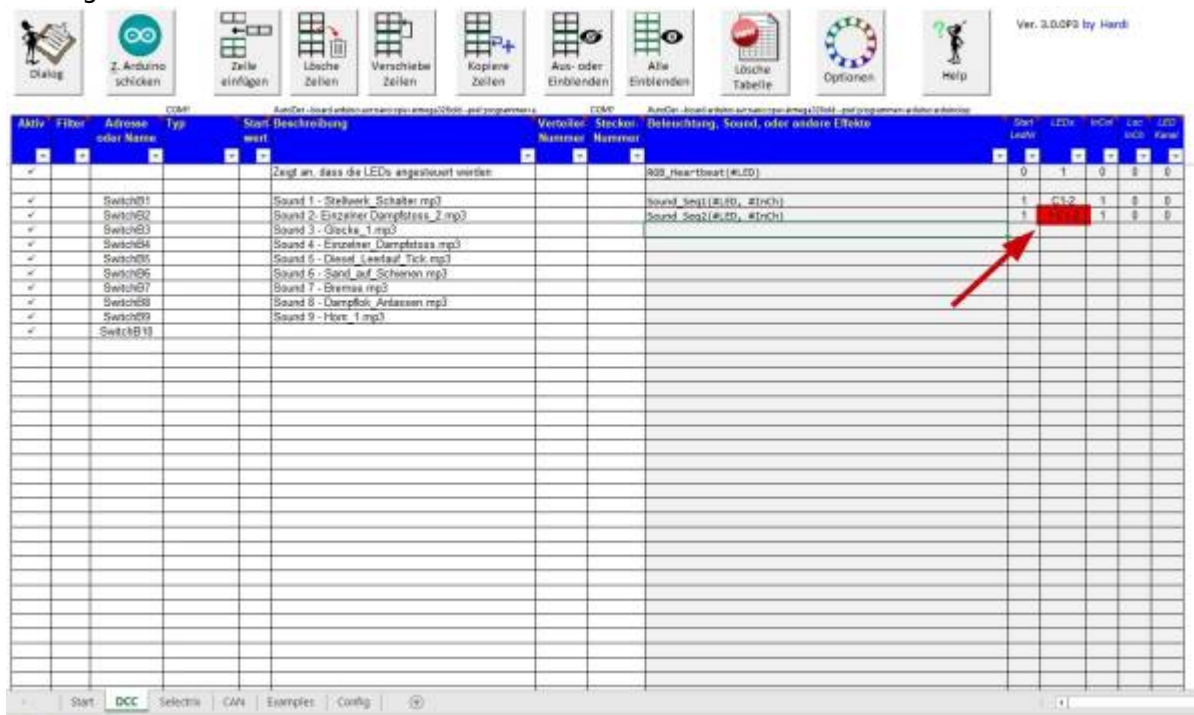 Ver. 3.0.0P3 by Hardi
Dialog
Z. Arduino schicken
Zeile einfügen
Lösche Zeilen
Verschiebe Zeilen
Kopiere Zeilen
Aus- oder Einblenden
Alle Einblenden
Lösche Tabelle
Optionen
Help
Aktiv Filter Adresse oder Name Typ Start wert Beschreibung Verteiler Nummer Stecker Nummer Beleuchtung, Sound, oder andere Effekte Start LedNr LEDs InCnt Loc InCh LED Kanal
✓ Zeigt an, dass die LEDs angesteuert werden RGB_Heartbeat(#LED) 0 1 0 0 0
✓ SwitchB1 Sound 1 - Stellwerk_Schalter.mp3 Sound_Seq1(#LED, #InCh) 1 C1-2 1 0 0
✓ SwitchB2 Sound 2- Einzelner Dampfstoss_2.mp3 Sound_Seq2(#LED, #InCh) 1 1 0 0
✓ SwitchB3 Sound 3 - Glocke_1.mp3
✓ SwitchB4 Sound 4 - Einzelner_Dampfstoss.mp3
✓ SwitchB5 Sound 5 - Diesel_Leerlauf_Tick.mp3
✓ SwitchB6 Sound 6 - Sand_auf_Schienen.mp3
✓ SwitchB7 Sound 7 - Bremse.mp3
✓ SwitchB8 Sound 8 - Dampflok_Anlassen.mp3
✓ SwitchB9 Sound 9 - Horn_1.mp3
✓ SwitchB10
Start DCC Selectrix CAN Examples Config